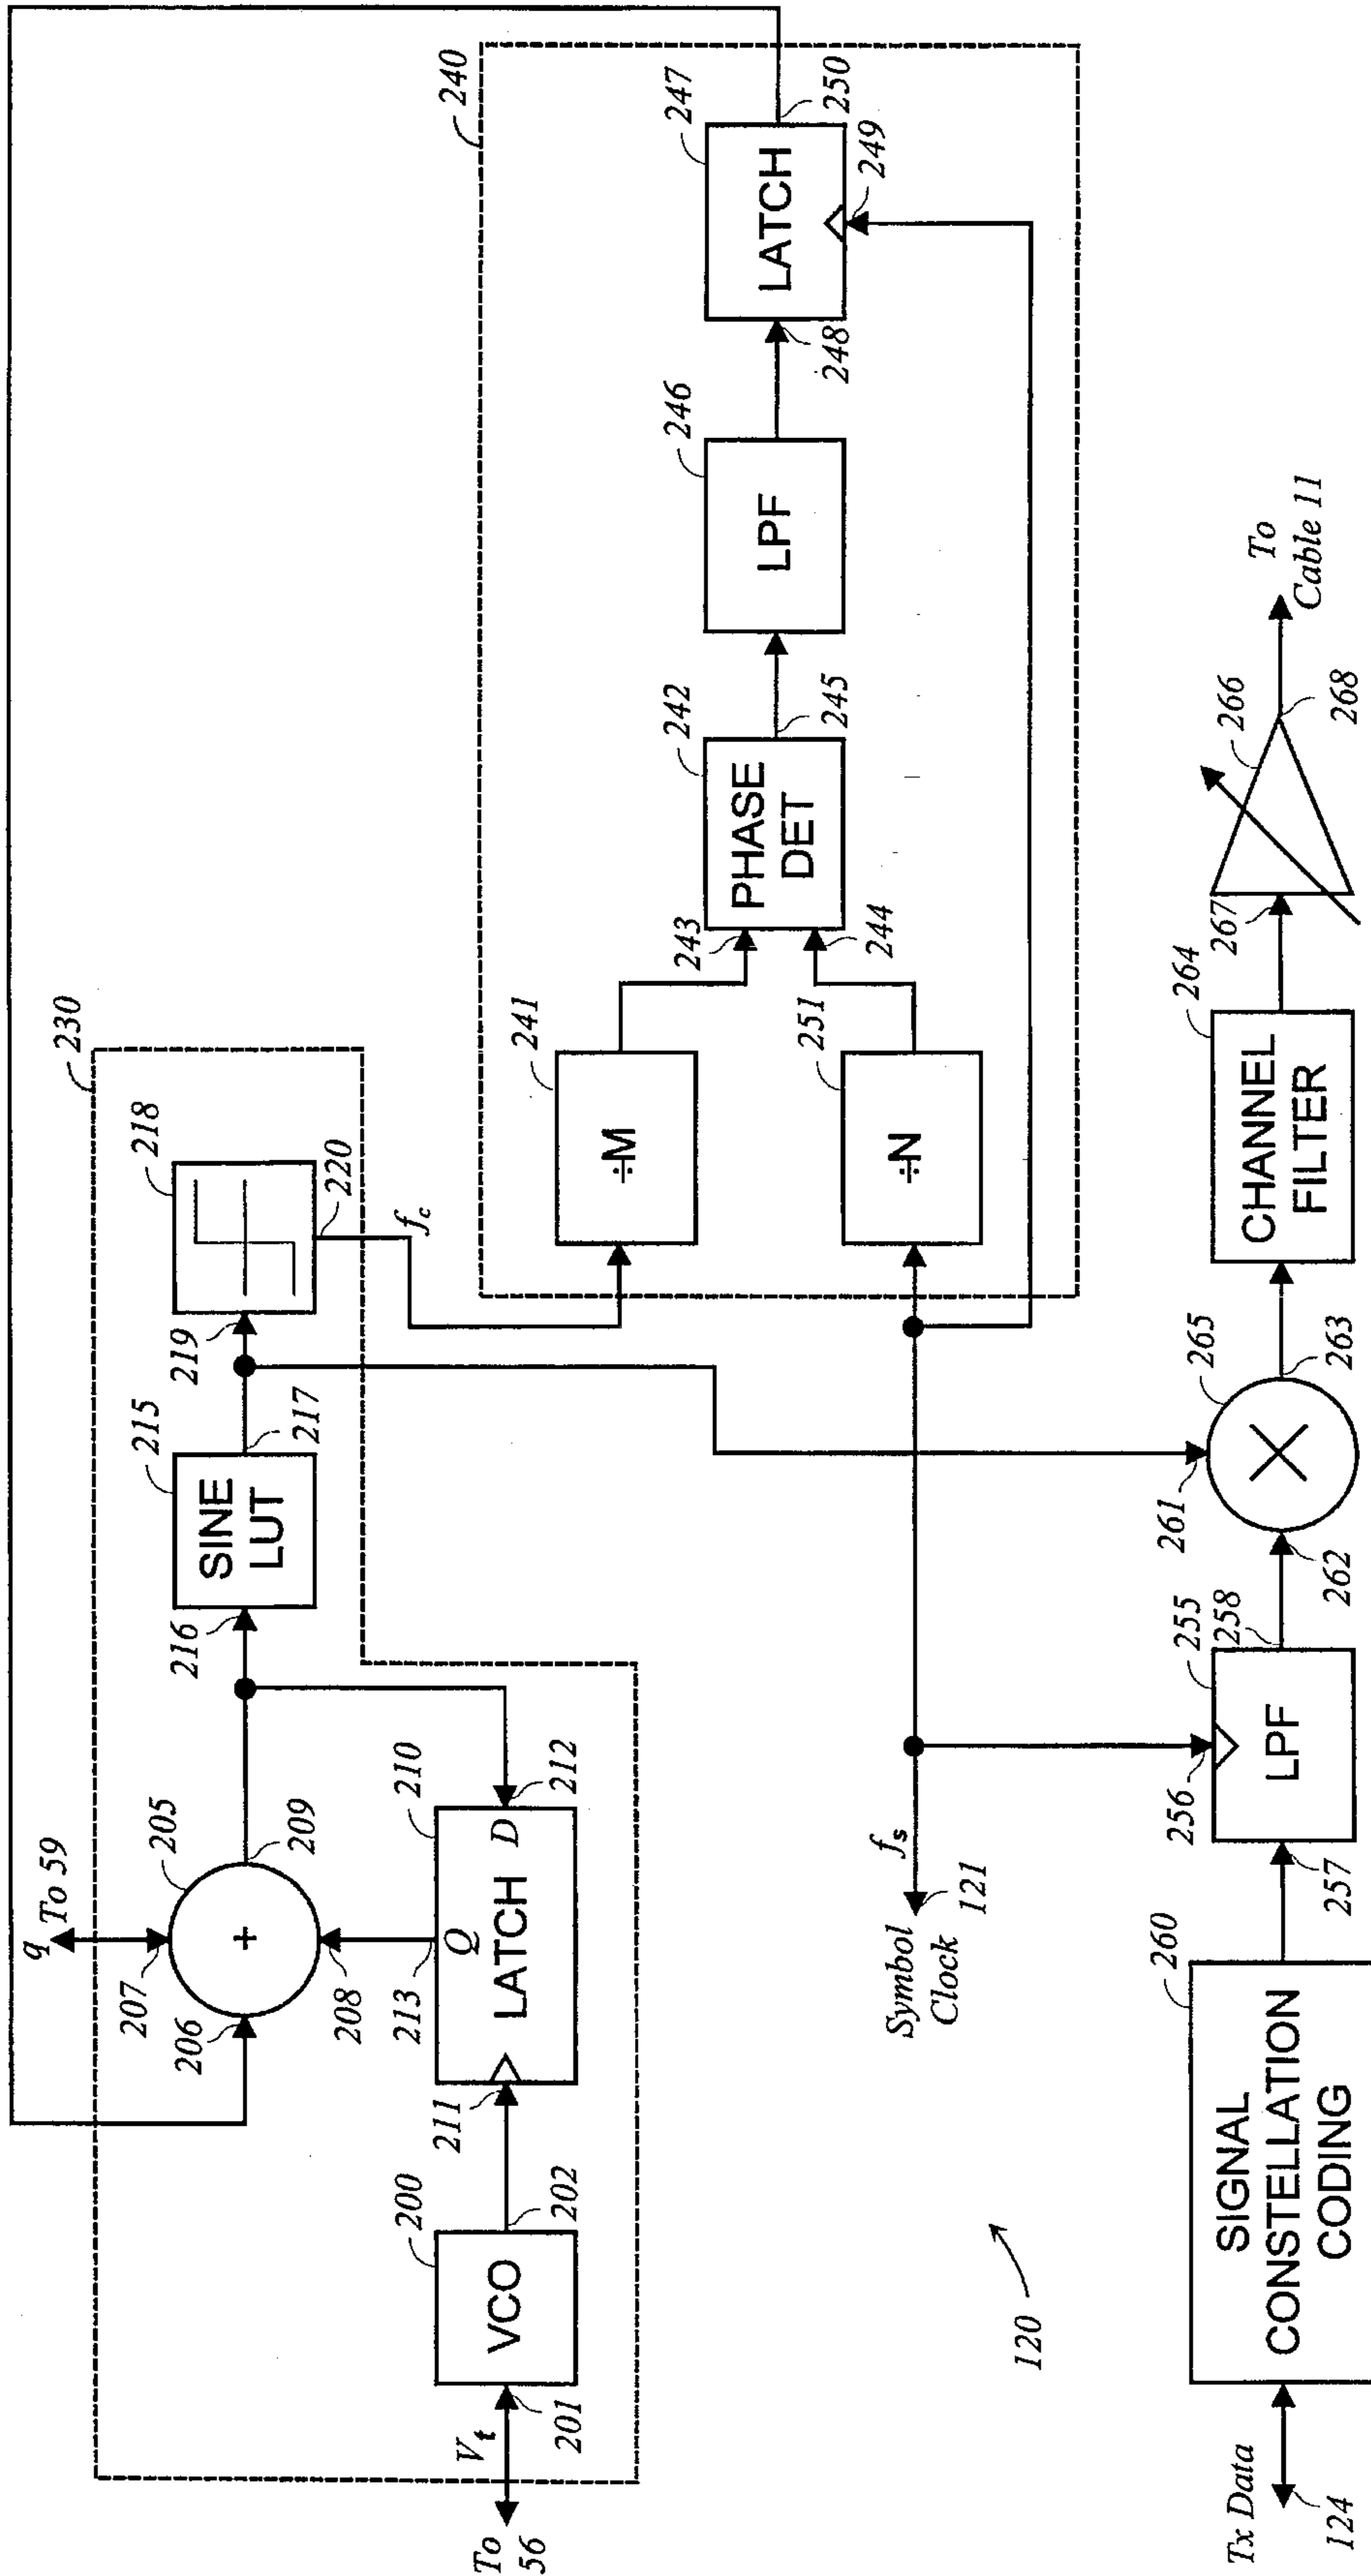 230
q To 59
207
205
206
+
209
208
213
Q
210
LATCH
D
212
211
200
VCO
202
201
V_t
To
56
216
215
SINE
LUT
217
219
218
220
f_c
240
241
÷M
251
÷N
243
244
242
PHASE
DET
245
246
LPF
248
247
LATCH
249
250
f_s
Symbol
Clock
121
120
Tx Data
124
260
SIGNAL
CONSTELLATION
CODING
257
256
255
LPF
258
262
261
265
263
264
CHANNEL
FILTER
267
266
268
To
Cable 11